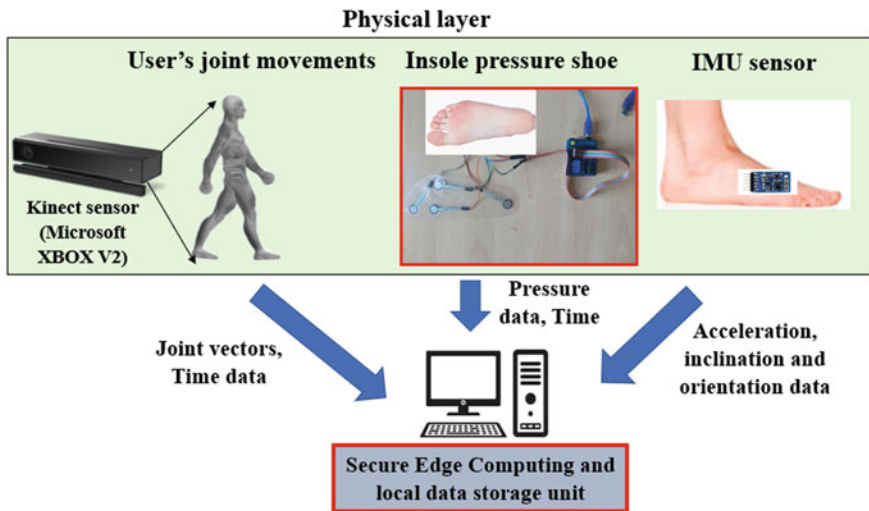 Physical layer
User's joint movements
Insole pressure shoe
IMU sensor
Kinect sensor
(Microsoft
XBOX V2)
Joint vectors,
Time data
Pressure
data, Time
Acceleration,
inclination and
orientation data
Secure Edge Computing and
local data storage unit